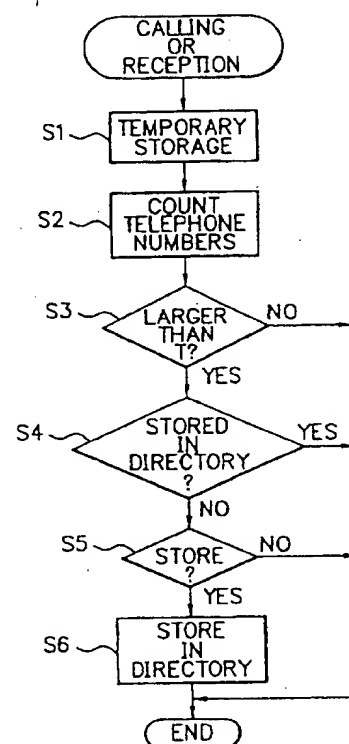 CALLING
OR
RECEPTION
S1
TEMPORARY
STORAGE
S2
COUNT
TELEPHONE
NUMBERS
S3
LARGER
THAN
T?
NO
YES
S4
STORED
IN
DIRECTORY
?
YES
NO
S5
STORE
?
NO
YES
S6
STORE
IN
DIRECTORY
END